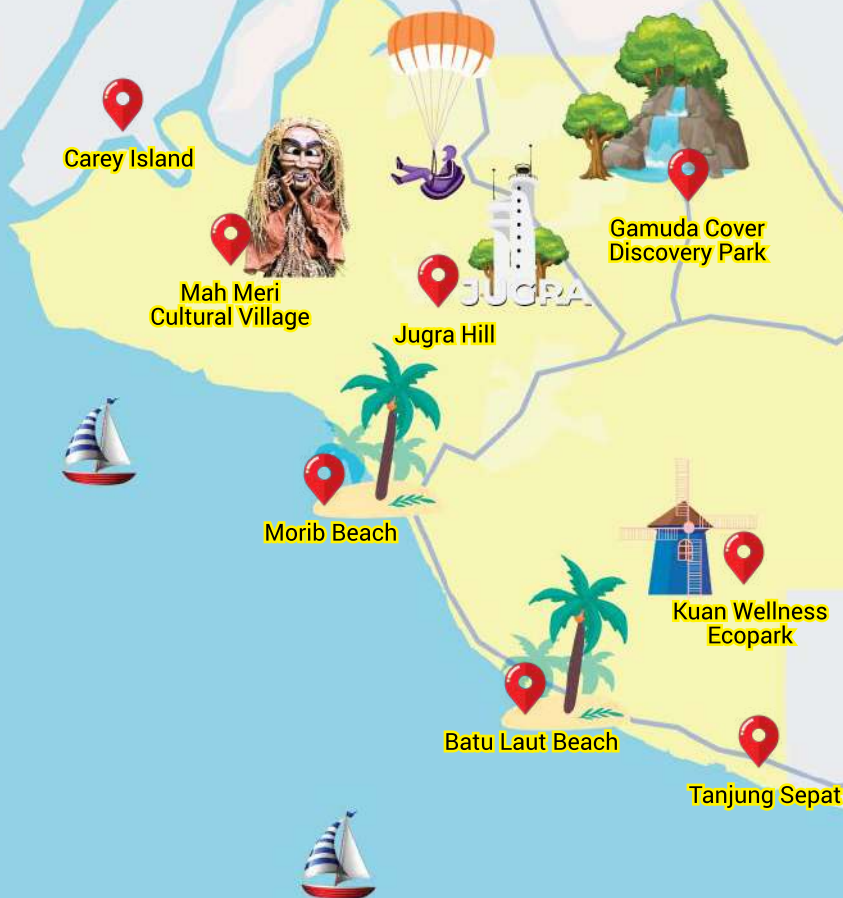 Carey Island
Mah Meri
Cultural Village
JUGRA
Jugra Hill
Gamuda Cover
Discovery Park
Morib Beach
Kuan Wellness
Ecopark
Batu Laut Beach
Tanjung Sepat